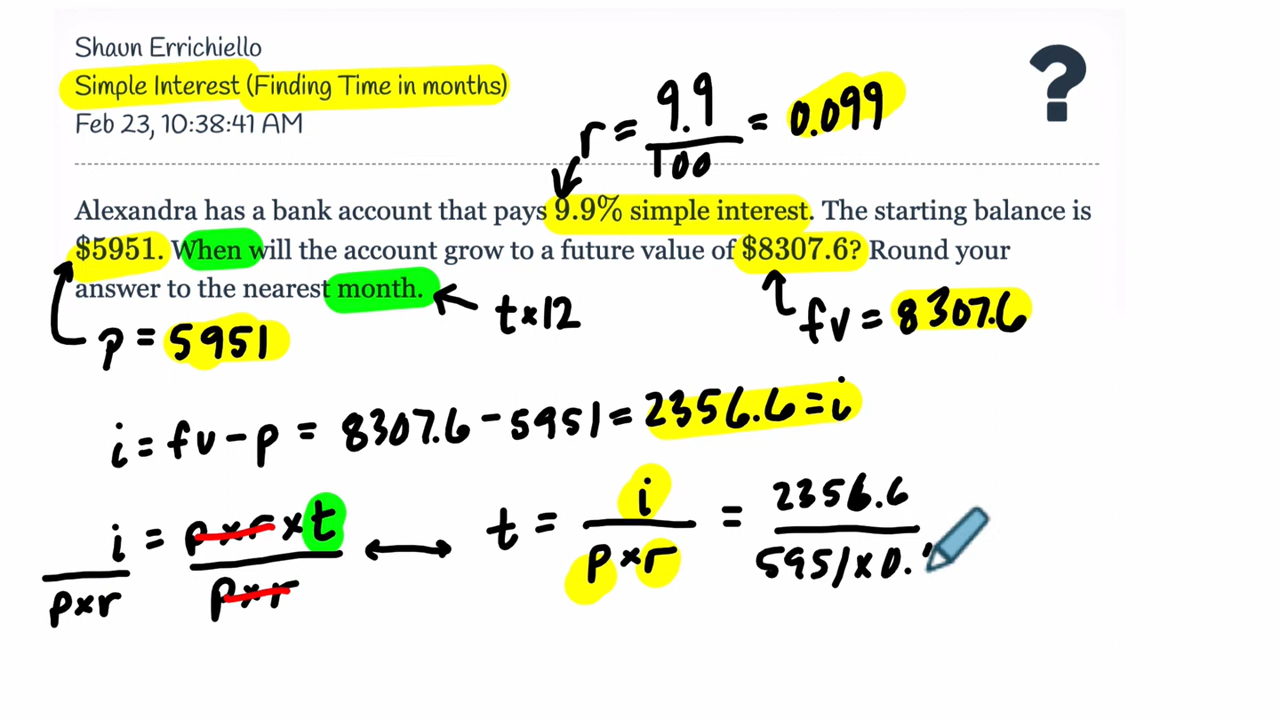 Shaun Errichiello
Simple Interest (Finding Time in months)
Feb 23, 10:38:41 AM
?
r = 9.9/100 = 0.099
Alexandra has a bank account that pays 9.9% simple interest. The starting balance is
$5951. When will the account grow to a future value of $8307.6? Round your
answer to the nearest month.
t×12
fv = 8307.6
p = 5951
i = fv - p = 8307.6 - 5951 = 2356.6 = i
i/p×r = p×r×t/p×r ↔ t = i/p×r = 2356.6/5951×0.